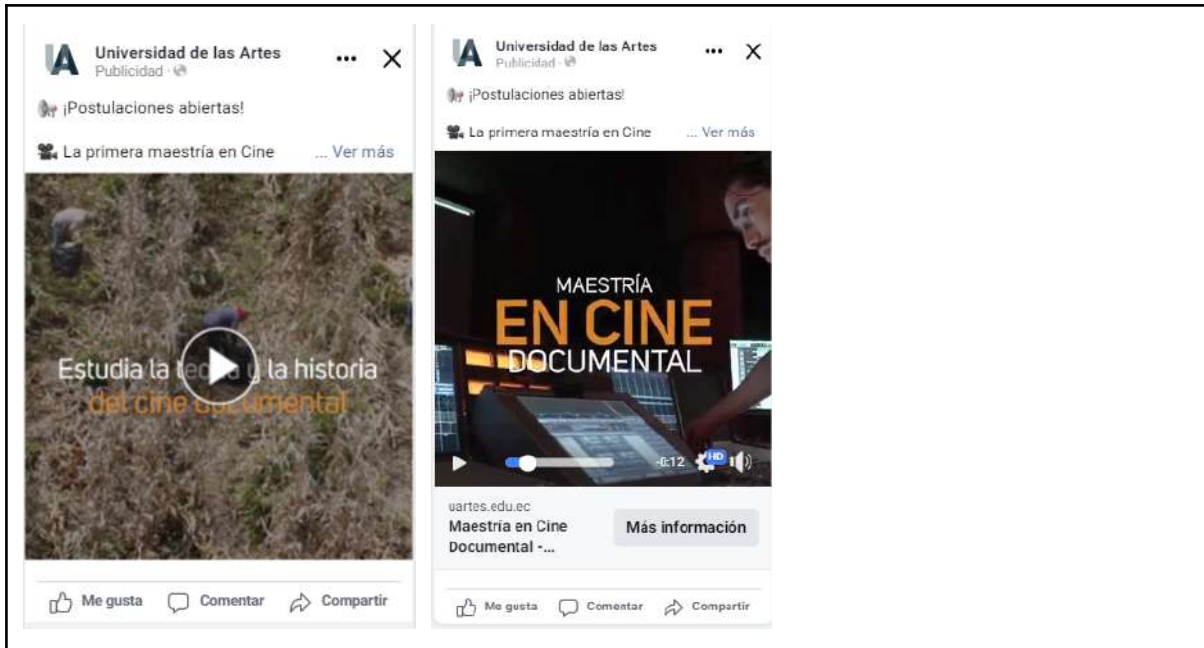 Universidad de las Artes
Publicidad ·
¡Postulaciones abiertas!
La primera maestría en Cine ... Ver más
Estudia la teoría y la historia
del cine documental
Me gusta Comentar Compartir
Universidad de las Artes
Publicidad ·
¡Postulaciones abiertas!
La primera maestría en Cine ... Ver más
MAESTRÍA
EN CINE
DOCUMENTAL
-0:12 HD
uartes.edu.ec
Maestría en Cine
Documental -...
Más información
Me gusta Comentar Compartir